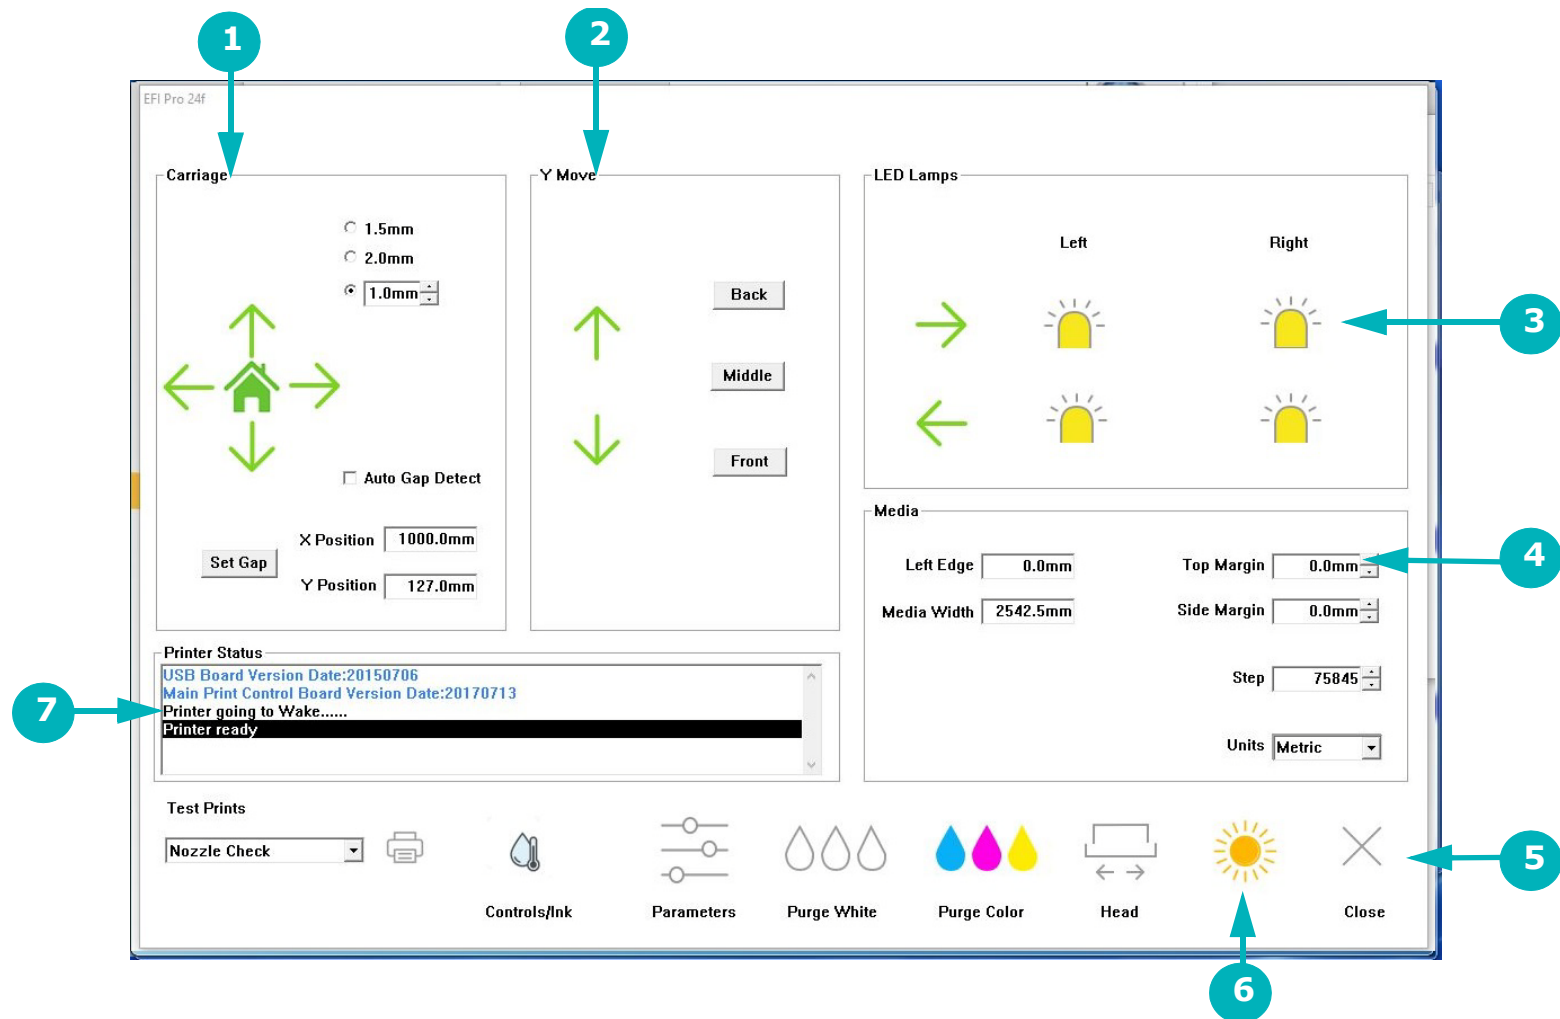 1
2
EFI Pro 24f
Carriage
1.5mm
2.0mm
1.0mm
Auto Gap Detect
X Position 1000.0mm
Set Gap
Y Position 127.0mm
Y Move
Back
Middle
Front
LED Lamps
Left Right
3
Media
Left Edge 0.0mm Top Margin 0.0mm
4
Media Width 2542.5mm Side Margin 0.0mm
Step 75845
Units Metric
Printer Status
USB Board Version Date:20150706
Main Print Control Board Version Date:20170713
7
Printer going to Wake......
Printer ready
Test Prints
Nozzle Check
5
Controls/Ink Parameters Purge White Purge Color Head Close
6